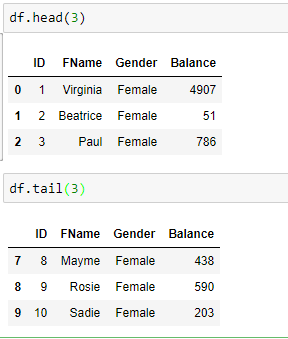 df.head(3)
ID FName Gender Balance
0 1 Virginia Female 4907
1 2 Beatrice Female 51
2 3 Paul Female 786
df.tail(3)
ID FName Gender Balance
7 8 Mayme Female 438
8 9 Rosie Female 590
9 10 Sadie Female 203